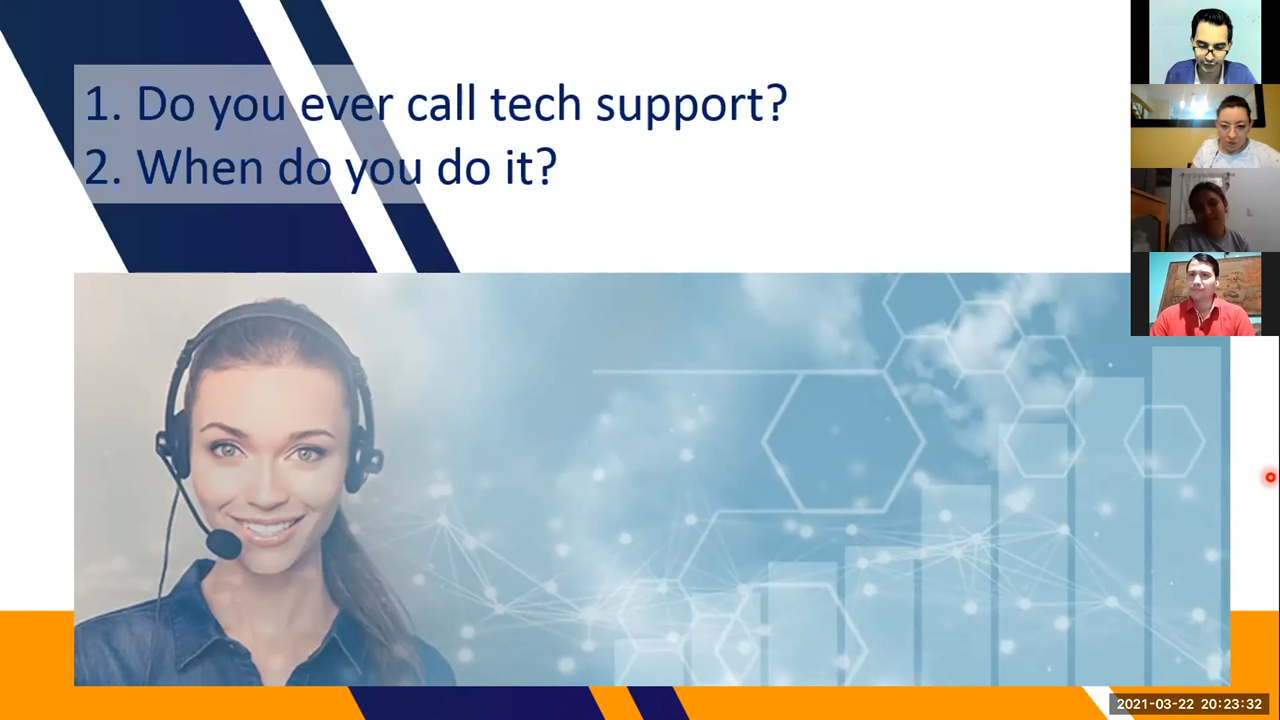 1. Do you ever call tech support?
2. When do you do it?
2021-03-22 20:23:32